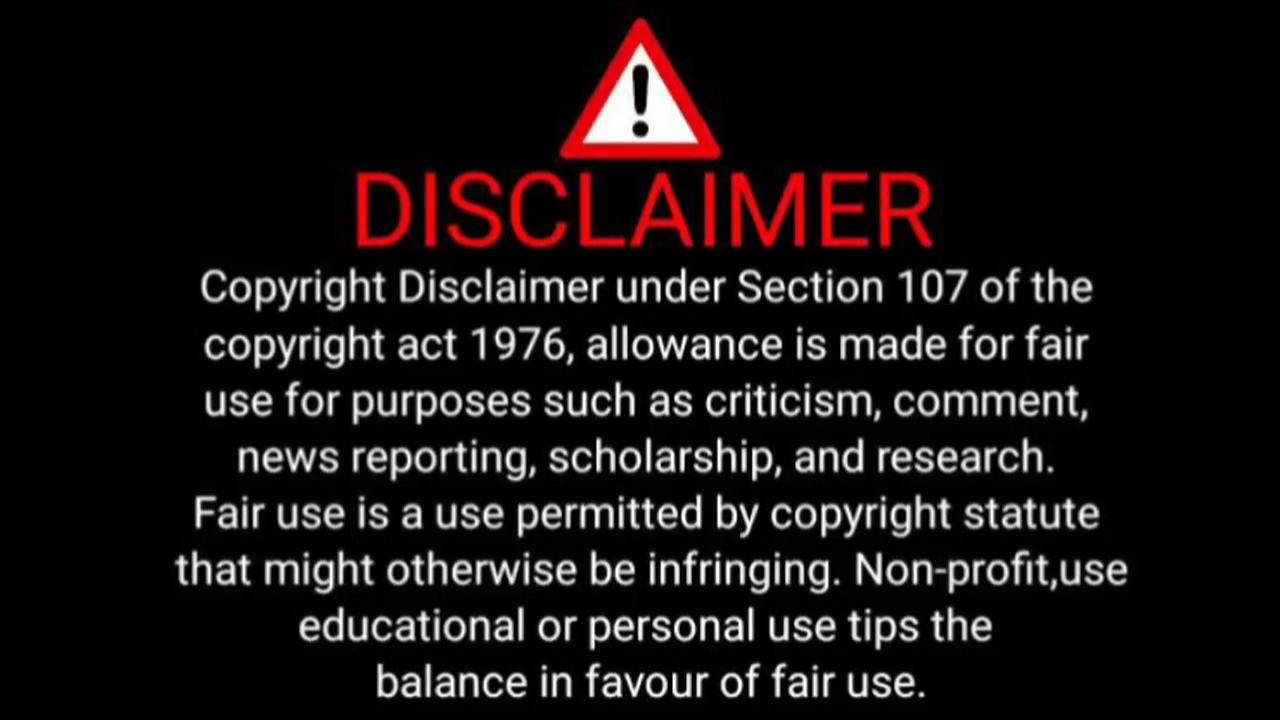 DISCLAIMER
Copyright Disclaimer under Section 107 of the
copyright act 1976, allowance is made for fair
use for purposes such as criticism, comment,
news reporting, scholarship, and research.
Fair use is a use permitted by copyright statute
that might otherwise be infringing. Non-profit,use
educational or personal use tips the
balance in favour of fair use.